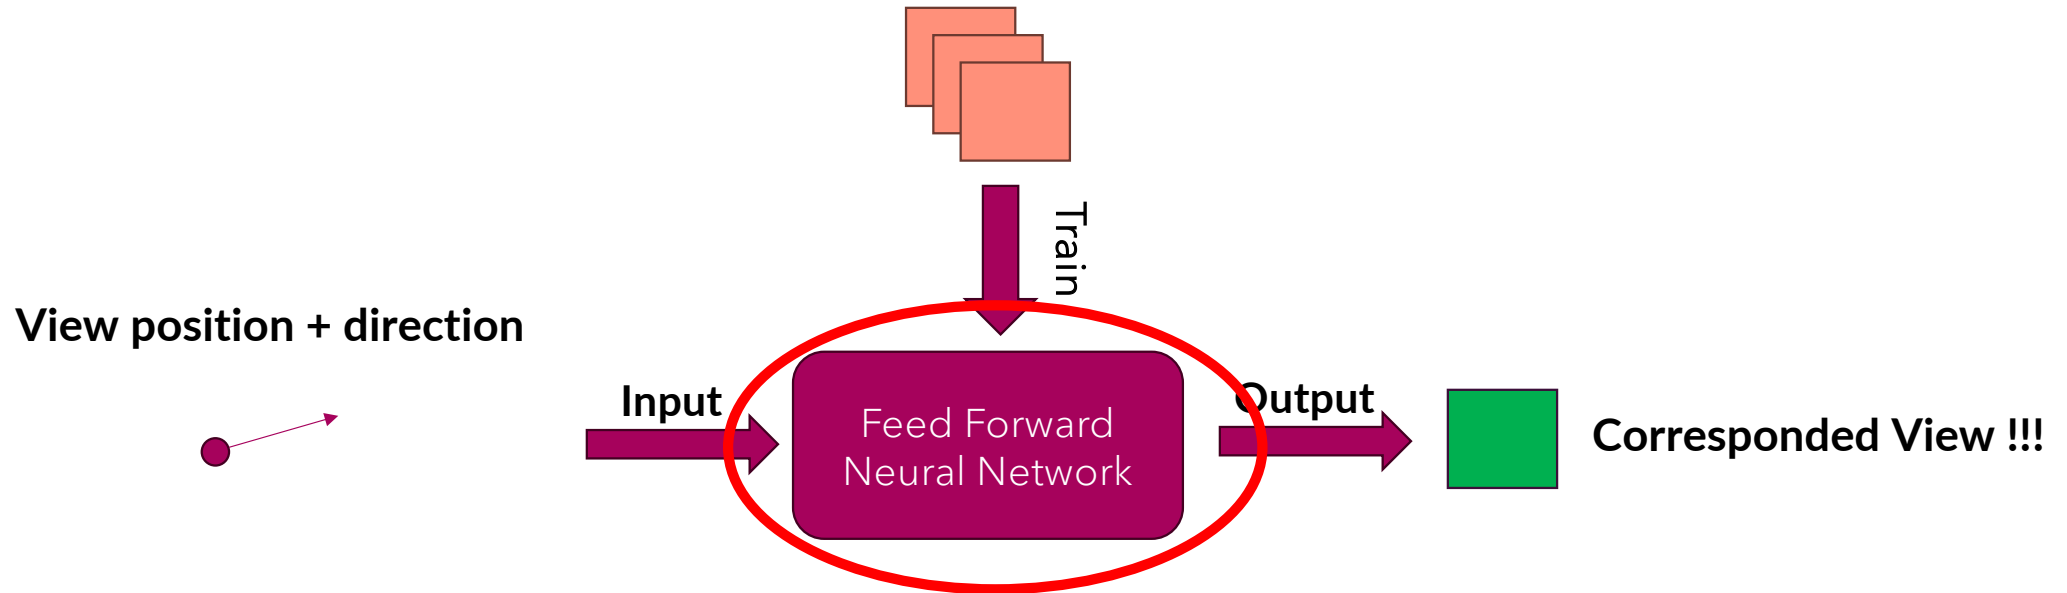 Train
View position + direction
Input
Feed Forward
Neural Network
Output
Corresponded View !!!